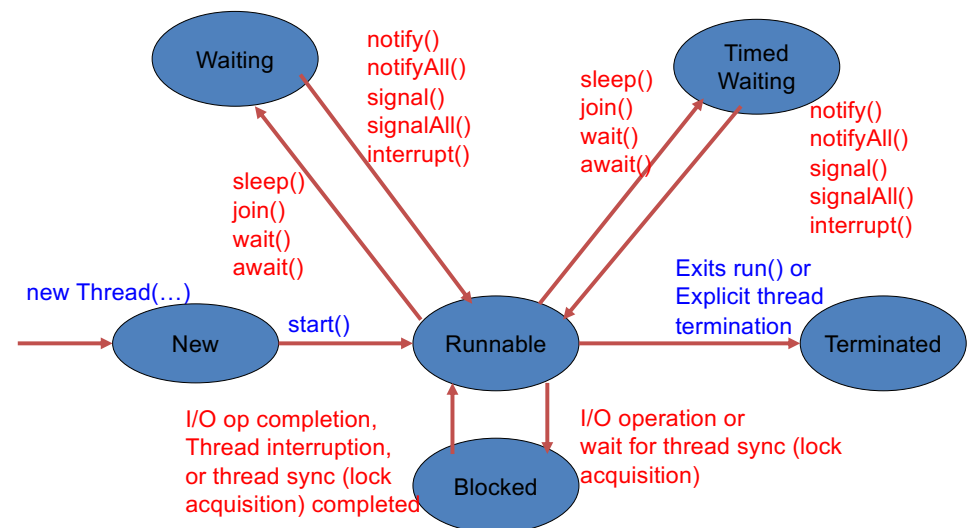 Waiting
notify()
notifyAll()
signal()
signalAll()
interrupt()
Timed
Waiting
sleep()
join()
wait()
await()
notify()
notifyAll()
signal()
signalAll()
interrupt()
sleep()
join()
wait()
await()
new Thread(…)
New
start()
Runnable
Exits run() or
Explicit thread
termination
Terminated
I/O op completion,
Thread interruption,
or thread sync (lock
acquisition) completed
Blocked
I/O operation or
wait for thread sync (lock
acquisition)